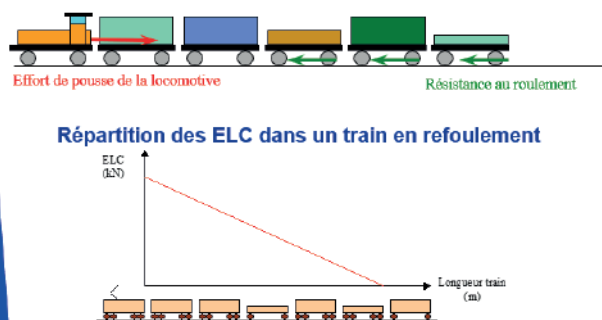 Effort de pousse de la locomotive
Résistance au roulement
Répartition des ELC dans un train en refoulement
ELC
(kN)
Longueur train
(m)